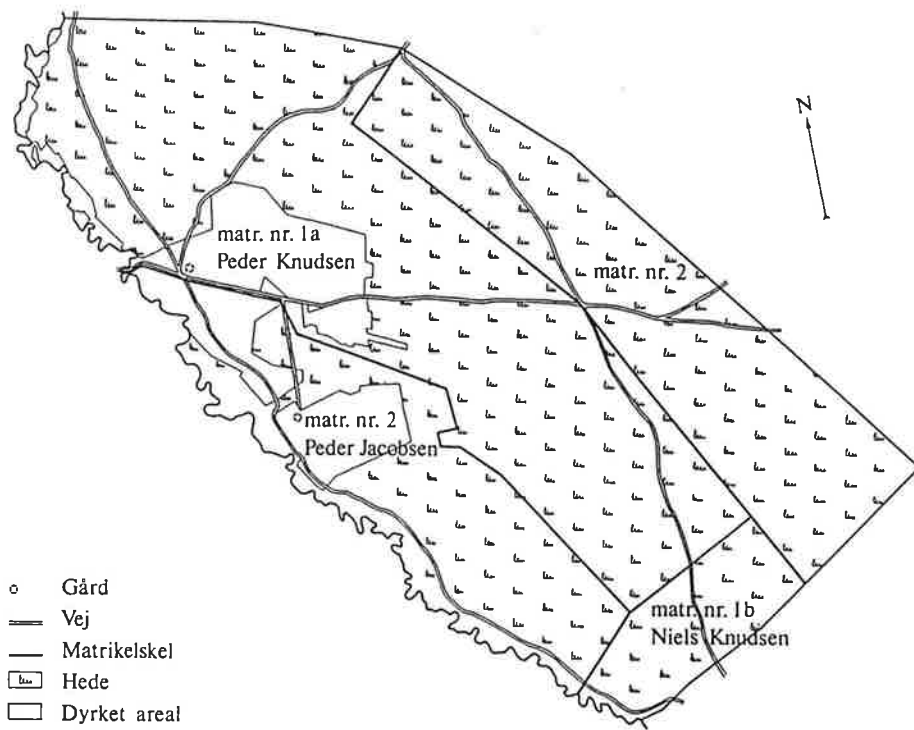 N
matr. nr. 1a
Peder Knudsen
matr. nr. 2
matr. nr. 2
Peder Jacobsen
matr. nr. 1b
Niels Knudsen
Gård
Vej
Matrikelskel
Hede
Dyrket areal